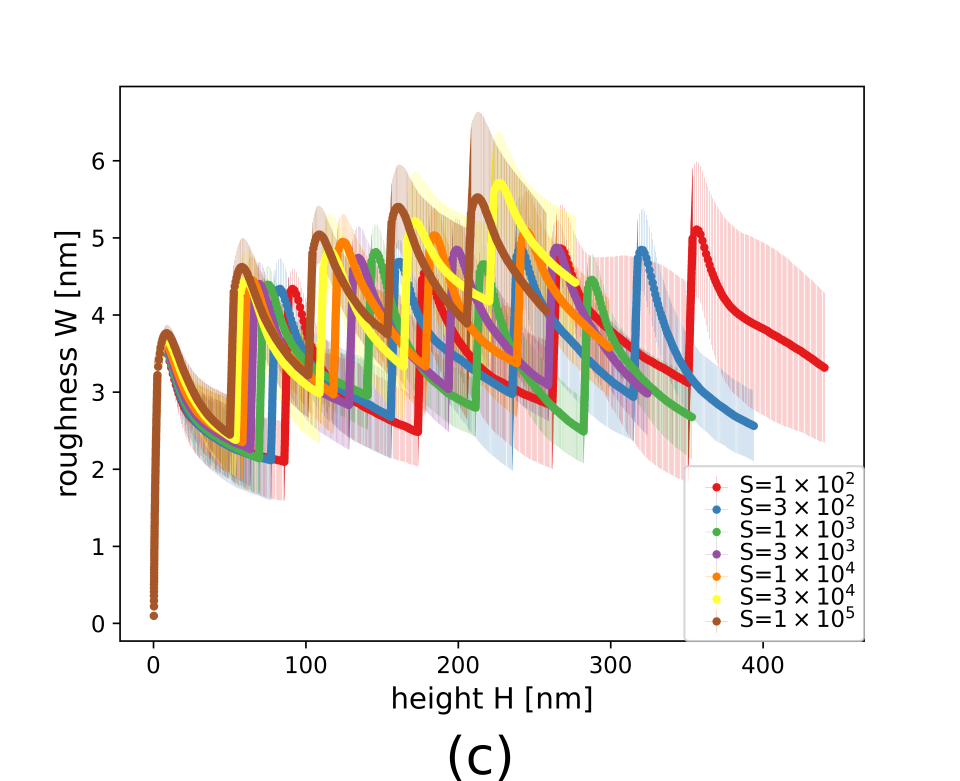 6
5
4
3
2
1
0
roughness W [nm]
0 100 200 300 400
height H [nm]
S=1 × 10²
S=3 × 10²
S=1 × 10³
S=3 × 10³
S=1 × 10⁴
S=3 × 10⁴
S=1 × 10⁵
(c)